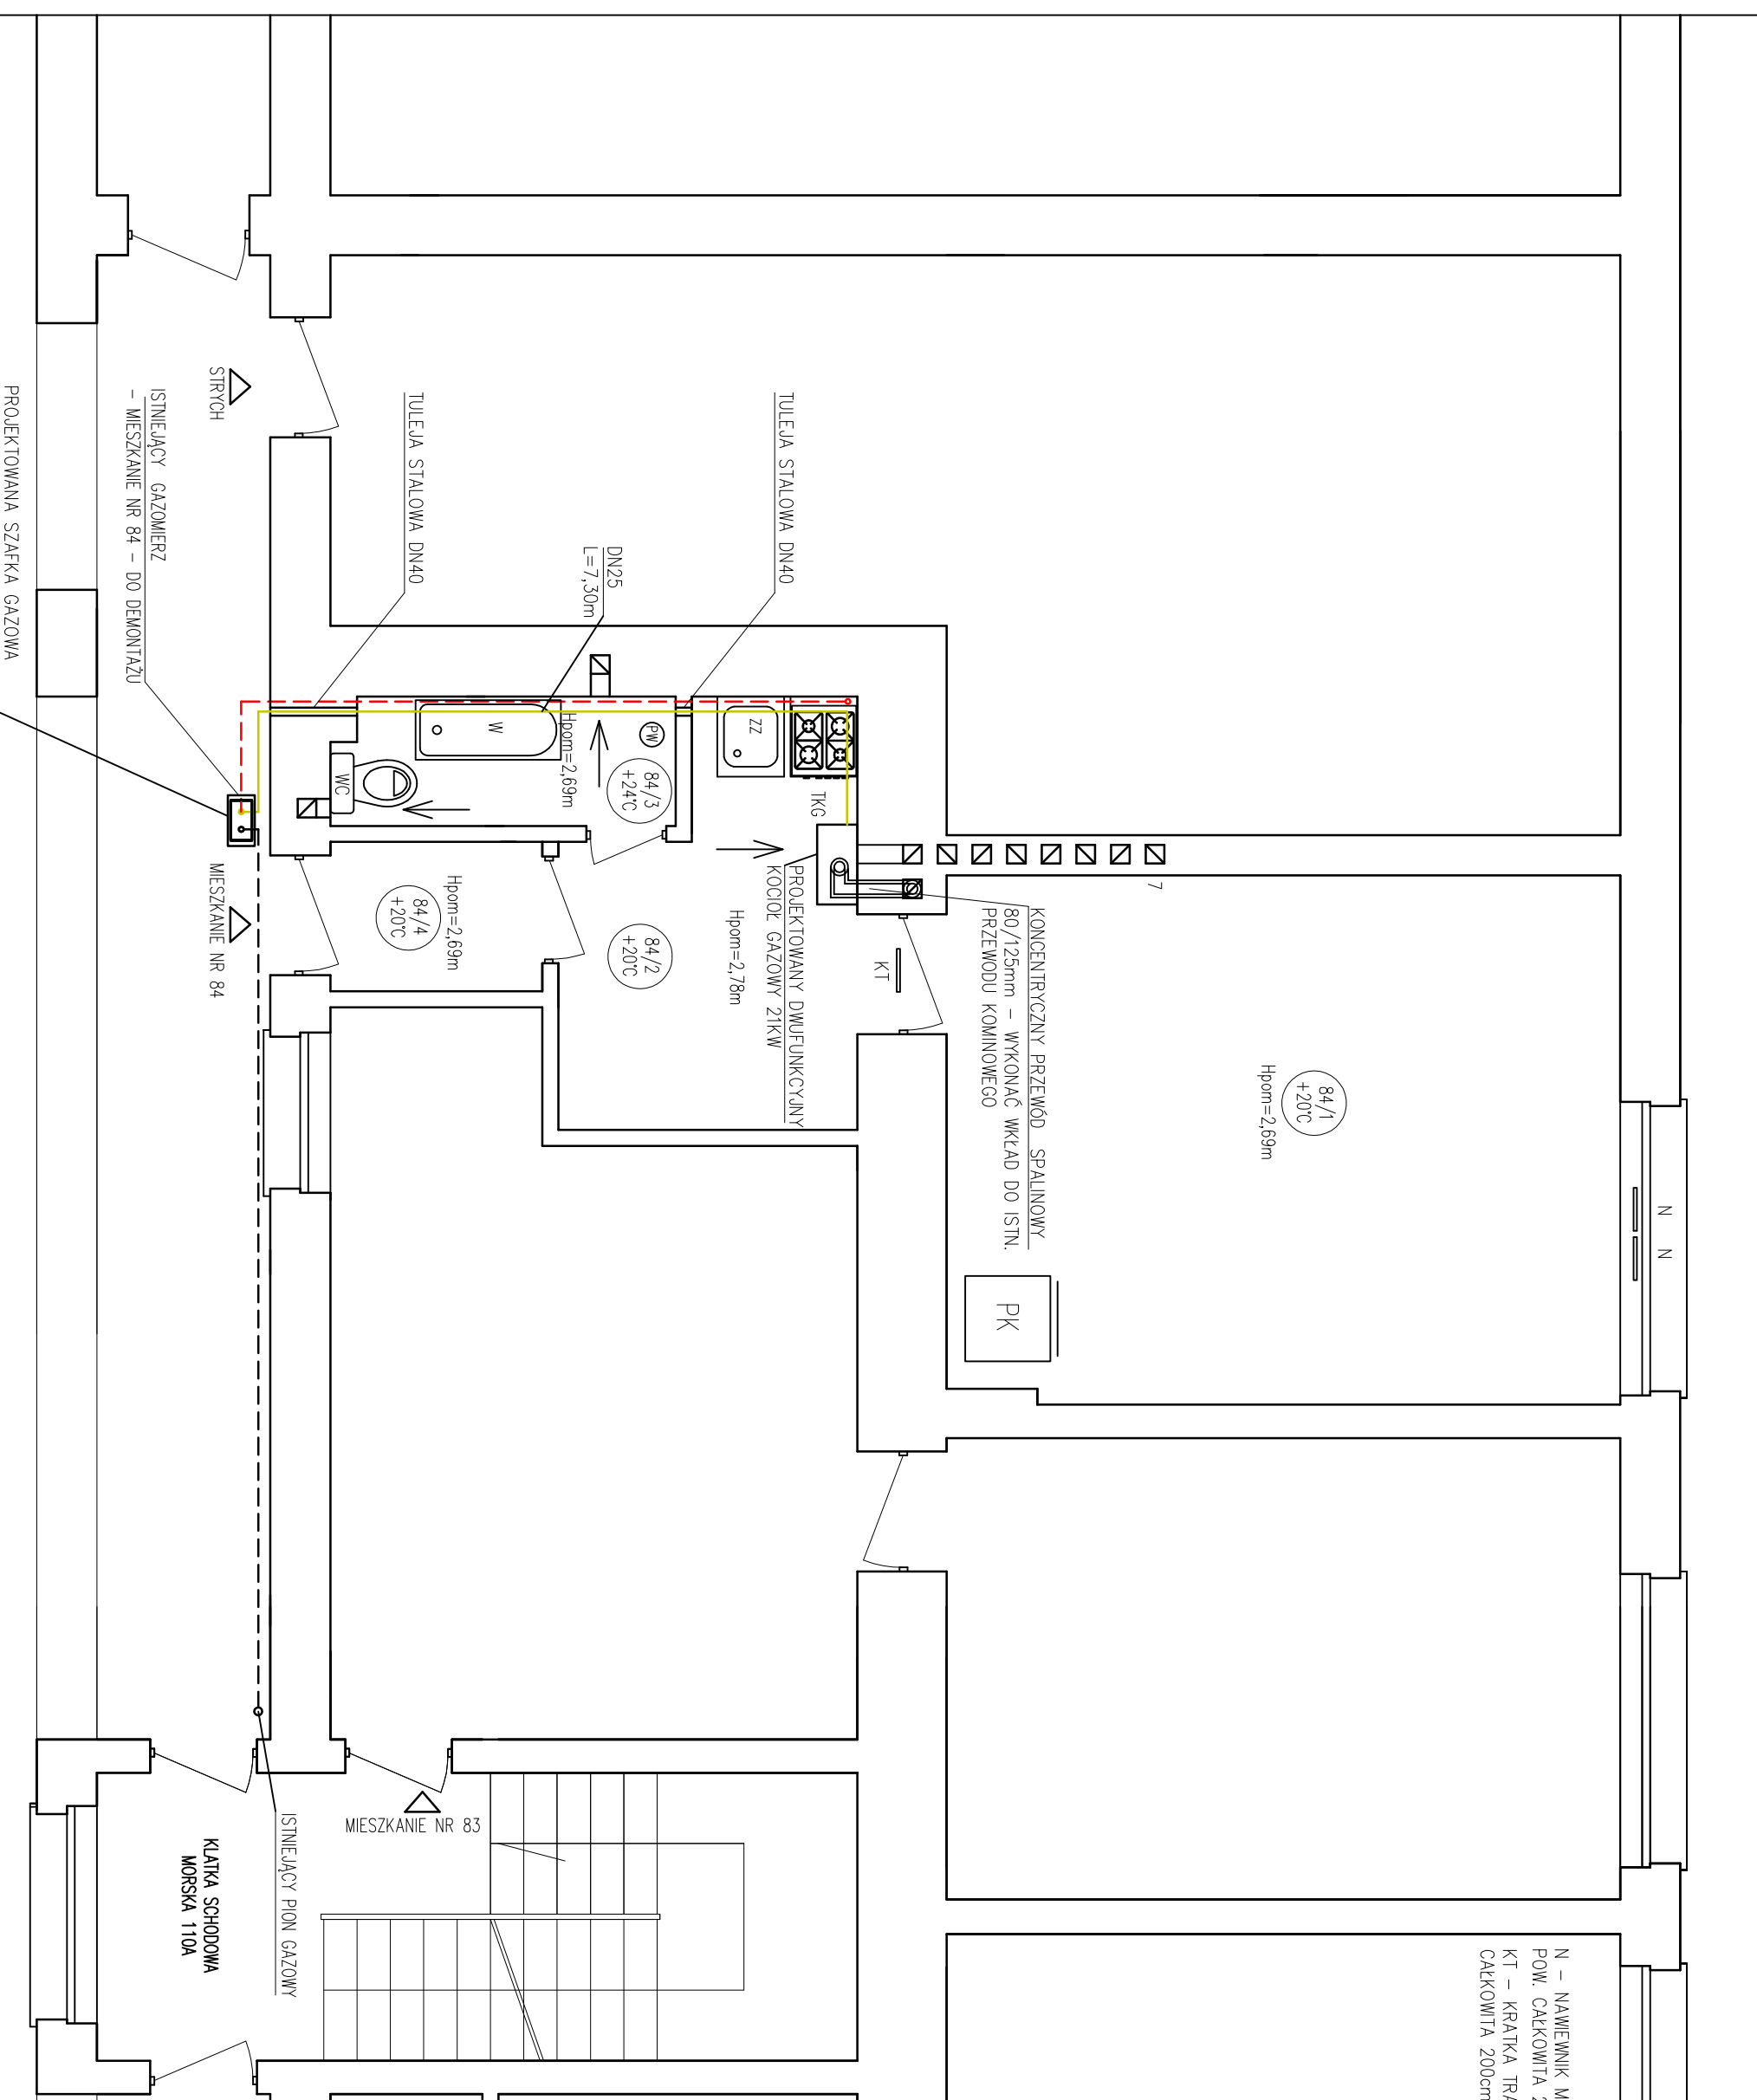 N – NAWIEWNIK
POW. CAŁKOWITA
KT – KRATKA
CAŁKOWITA 200cm
N N
84/1
+20°C
Hpom=2,69m
7
KONCENTRYCZNY PRZEWÓD SPALINOWY
80/125mm – WYKONAĆ WKŁAD DO ISTN.
PRZEWODU KOMINOWEGO
PK
KT
TULEJA STALOWA DN40
TKG
PROJEKTOWANY DWUFUNKCYJNY
KOCIOŁ GAZOWY 21KW
ZZ
Hpom=2,78m
PW
84/3
+24°C
84/2
+20°C
DN25
L=7,30m
Hpom=2,69m
W
Hpom=2,69m
84/4
+20°C
TULEJA STALOWA DN40
WC
MIESZKANIE NR 83
ISTNIEJĄCY PION GAZOWY
STRYCH
MIESZKANIE NR 84
KLATKA SCHODOWA
MORSKA 110A
ISTNIEJĄCY GAZOMIERZ
– MIESZKANIE NR 84 – DO DEMONTAŻU
PROJEKTOWANA SZAFKA GAZOWA